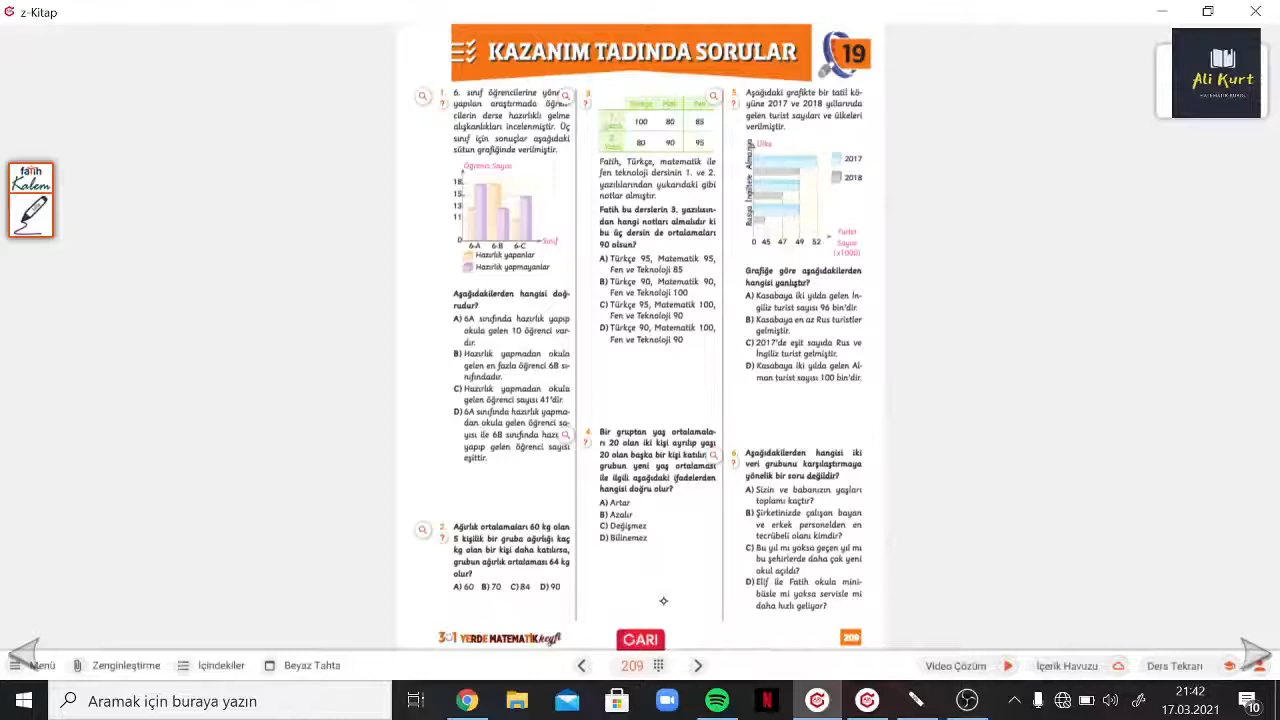 z-Kitap
KAZANIM TADINDA SORULAR
19
Ali Kurt
fatih
Kalem
1.
?
6. sınıf öğrencilerine
yapılan araştırmada
cilerin derse hazırlıklı gelme
alışkanlıkları incelenmiştir. Üç
sınıf için sonuçlar aşağıdaki
sütun grafiğinde verilmiştir.
Öğrenci Sayısı
18
15
13
11
0
6-A 6-B 6-C
Sınıf
Hazırlık yapanlar
Hazırlık yapmayanlar
Aşağıdakilerden hangisi doğ-
rudur?
A) 6A sınıfında hazırlık yapıp
okula gelen 10 öğrenci var-
dır.
B) Hazırlık yapmadan okula
gelen en fazla öğrenci 6B sı-
nıfındadır.
C) Hazırlık yapmadan okula
gelen öğrenci sayısı 41'dir.
D) 6A sınıfında hazırlık yapma-
dan okula gelen öğrenci sa-
yısı ile 6B sınıfında
yapıp gelen öğrenci sayısı
eşittir.
2.
?
Ağırlık ortalamaları 60 kg olan
5 kişilik bir gruba ağırlığı kaç
kg olan bir kişi daha katılırsa,
grubun ağırlık ortalaması 64 kg
olur?
A) 60 B) 70 C) 84 D) 90
?
100 80 85
80 90 95
Fatih, Türkçe, matematik ile
fen teknoloji dersinin 1. ve 2.
yazılılarından yukarıdaki gibi
notlar almıştır.
Fatih bu derslerin 3. yazılısın-
dan hangi notları almalıdır ki
bu üç dersin de ortalamaları
90 olsun?
A) Türkçe 95, Matematik 95,
Fen ve Teknoloji 85
B) Türkçe 90, Matematik 90,
Fen ve Teknoloji 100
C) Türkçe 95, Matematik 100,
Fen ve Teknoloji 90
D) Türkçe 90, Matematik 100,
Fen ve Teknoloji 90
4.
?
Bir gruptan yaş ortalamala-
rı 20 olan iki kişi ayrılıp yaşı
20 olan başka bir kişi
grubun yeni yaş ortalaması
ile ilgili aşağıdaki ifadelerden
hangisi doğru olur?
A) Artar
B) Azalır
C) Değişmez
D) Bilinemez
5.
?
Aşağıdaki grafikte bir tatil kö-
yüne 2017 ve 2018 yıllarında
gelen turist sayıları ve ülkeleri
verilmiştir.
Ülke
Rusya İngiltere Almanya
2017
2018
0 45 47 49 52
Turist
Sayısı
(x1000)
Grafiğe göre aşağıdakilerden
hangisi yanlıştır?
A) Kasabaya iki yılda gelen İn-
giliz turist sayısı 96 bin'dir.
B) Kasabaya en az Rus turistler
gelmiştir.
C) 2017'de eşit sayıda Rus ve
İngiliz turist gelmiştir.
D) Kasabaya iki yılda gelen Al-
man turist sayısı 100 bin'dir.
6.
?
Aşağıdakilerden hangisi iki
veri grubunu karşılaştırmaya
yönelik bir soru değildir?
A) Sizin ve babanızın yaşları
toplamı kaçtır?
B) Şirketinizde çalışan bayan
ve erkek personelden en
tecrübeli olanı kimdir?
C) Bu yıl mı yoksa geçen yıl mı
bu şehirlerde daha çok yeni
okul açıldı?
D) Elif ile Fatih okula mini-
büsle mi yoksa servisle mi
daha hızlı geliyor?
YERDE MATEMATİK keyfi
ARI
209
Menü Zenginleştirme İçindekiler Beyaz Tahta
209
Video Çözüm İçerik Havuzu Ders Tekrarı
Aramak için buraya yazın
21:42
17.03.2021